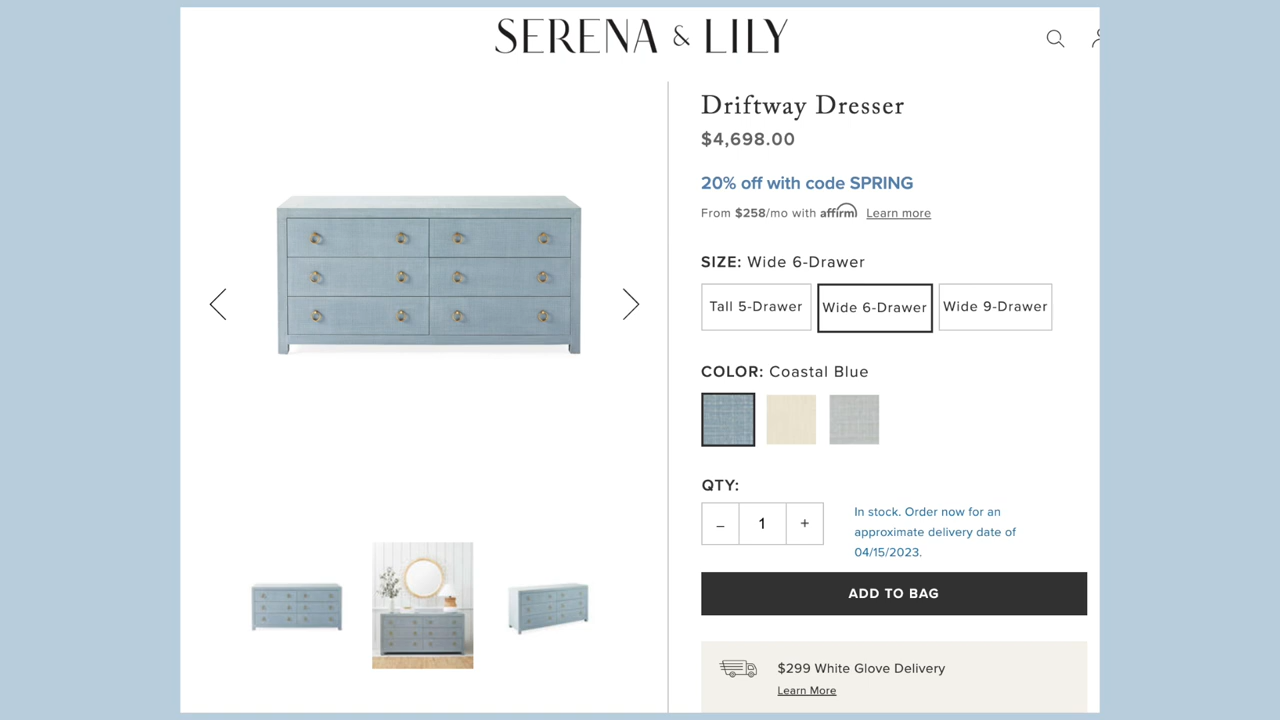 SERENA & LILY
Driftway Dresser
$4,698.00
20% off with code SPRING
From $258/mo with affirm Learn more
SIZE: Wide 6-Drawer
Tall 5-Drawer Wide 6-Drawer Wide 9-Drawer
COLOR: Coastal Blue
QTY:
– 1 +
In stock. Order now for an
approximate delivery date of
04/15/2023.
ADD TO BAG
$299 White Glove Delivery
Learn More